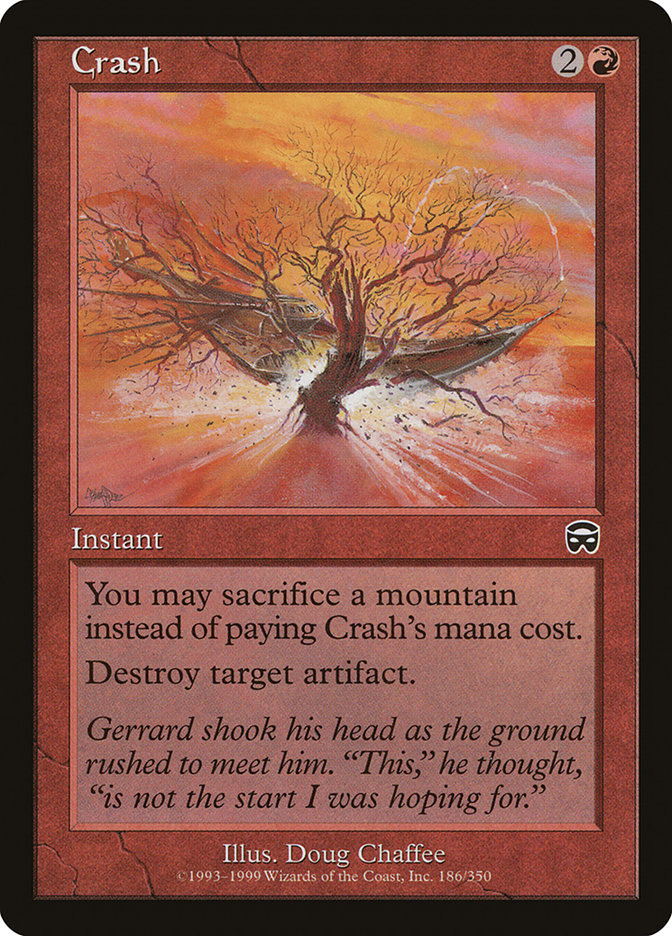 Crash 2
Instant
You may sacrifice a mountain
instead of paying Crash's mana cost.
Destroy target artifact.
Gerrard shook his head as the ground
rushed to meet him. “This,” he thought,
“is not the start I was hoping for.”
Illus. Doug Chaffee
©1993–1999 Wizards of the Coast, Inc. 186/350